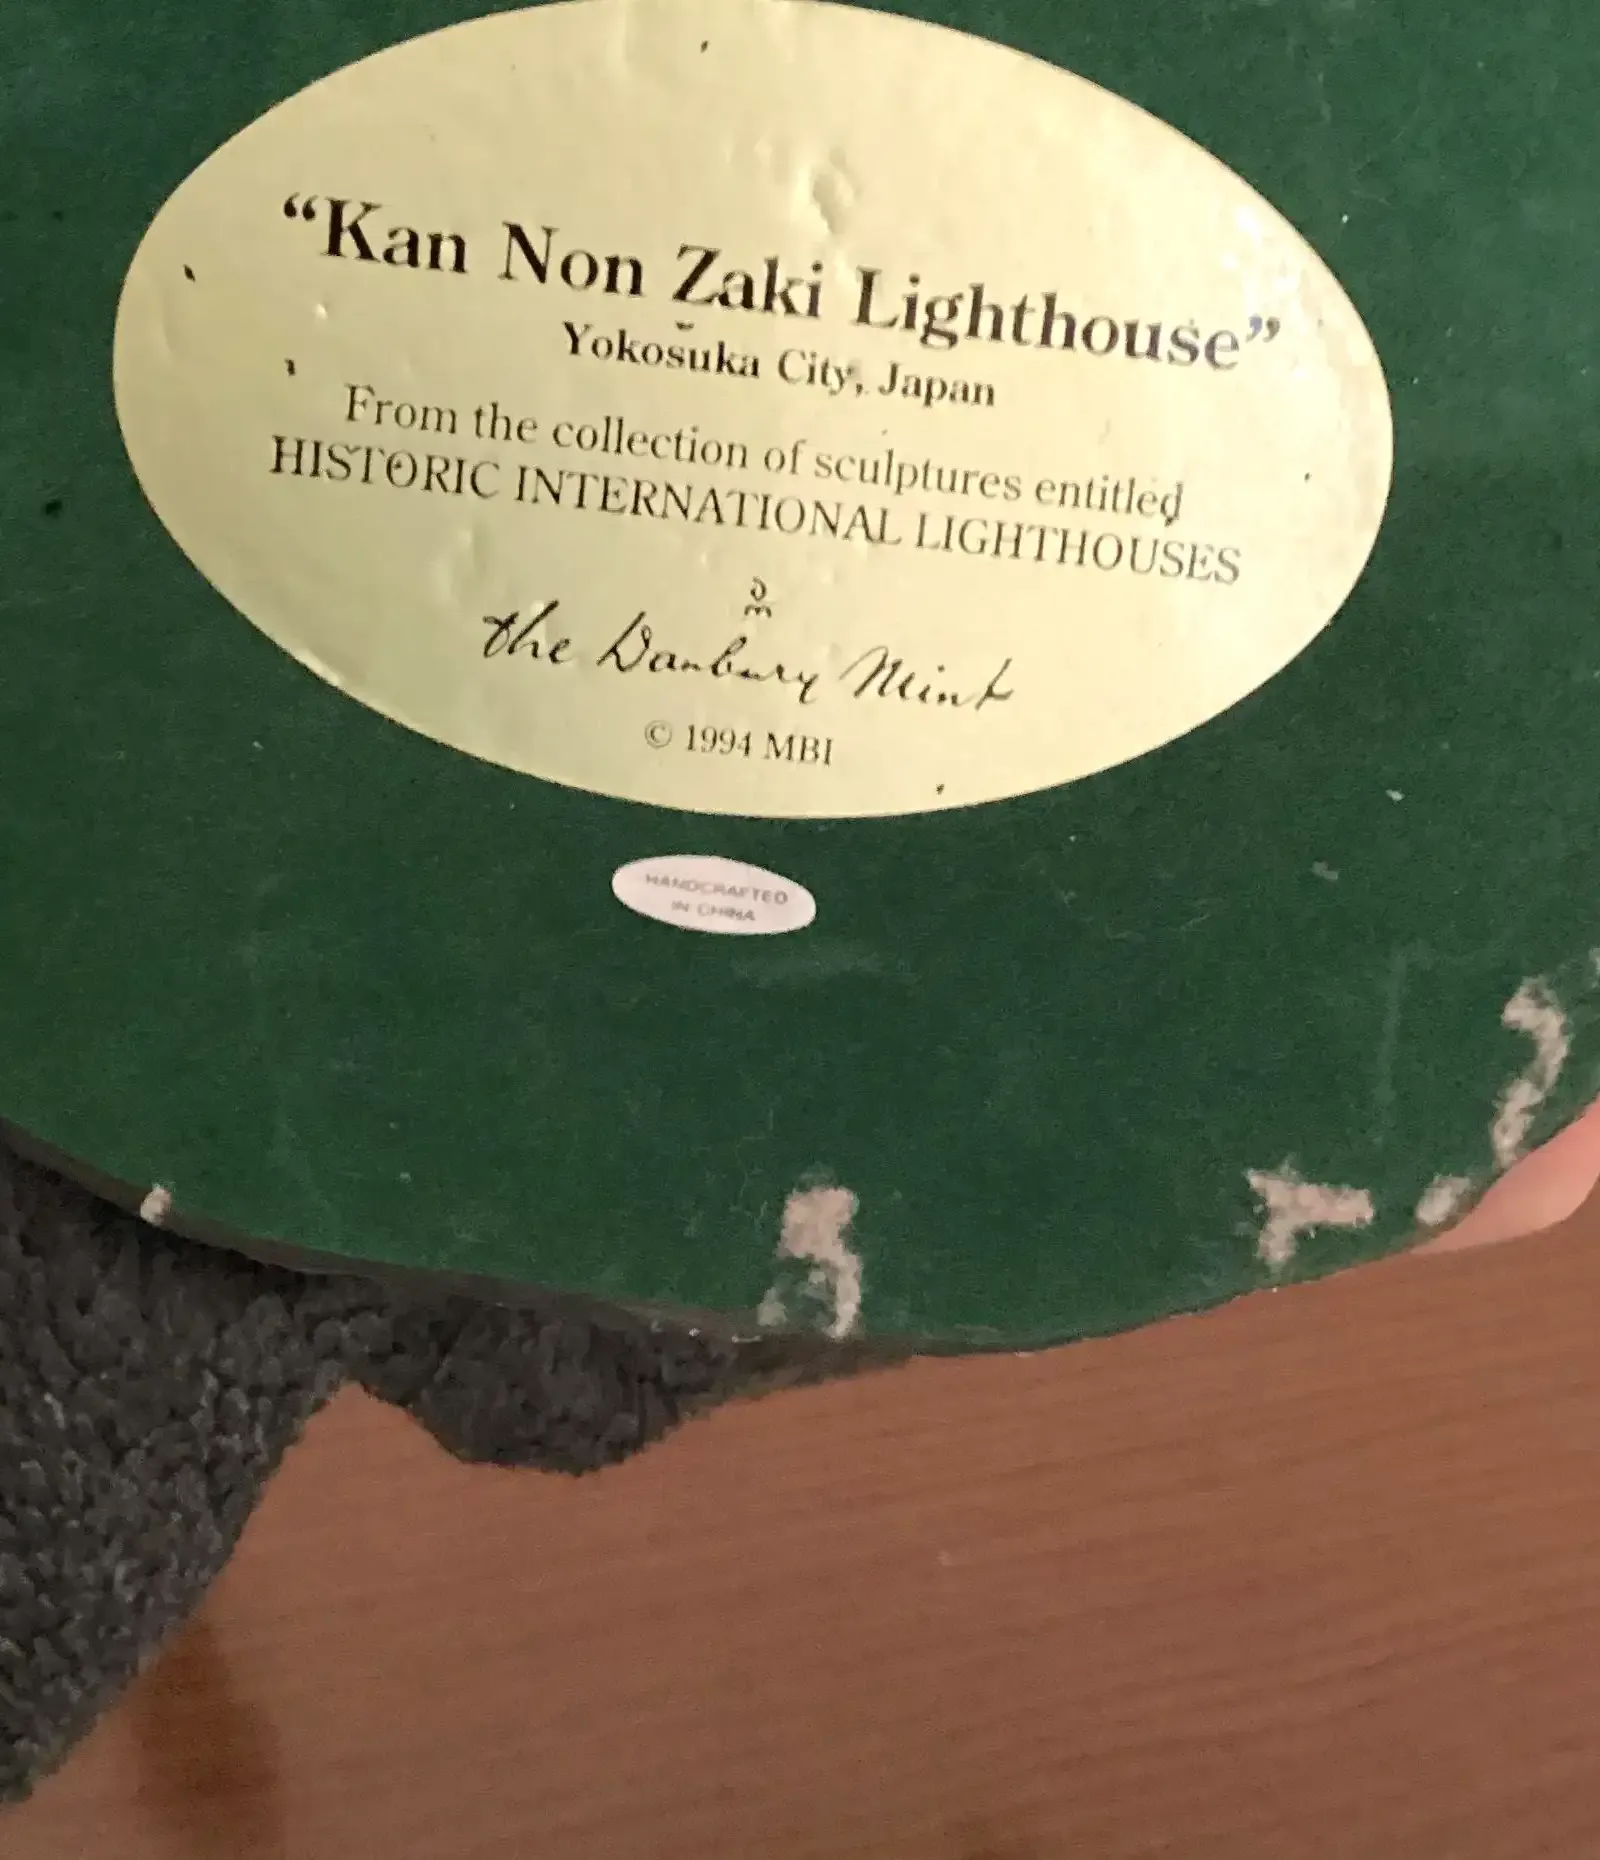 “Kan Non Zaki Lighthouse”
Yokosuka City, Japan
From the collection of sculptures entitled
HISTORIC INTERNATIONAL LIGHTHOUSES
the Danbury Mint
© 1994 MBI
HANDCRAFTED
IN CHINA